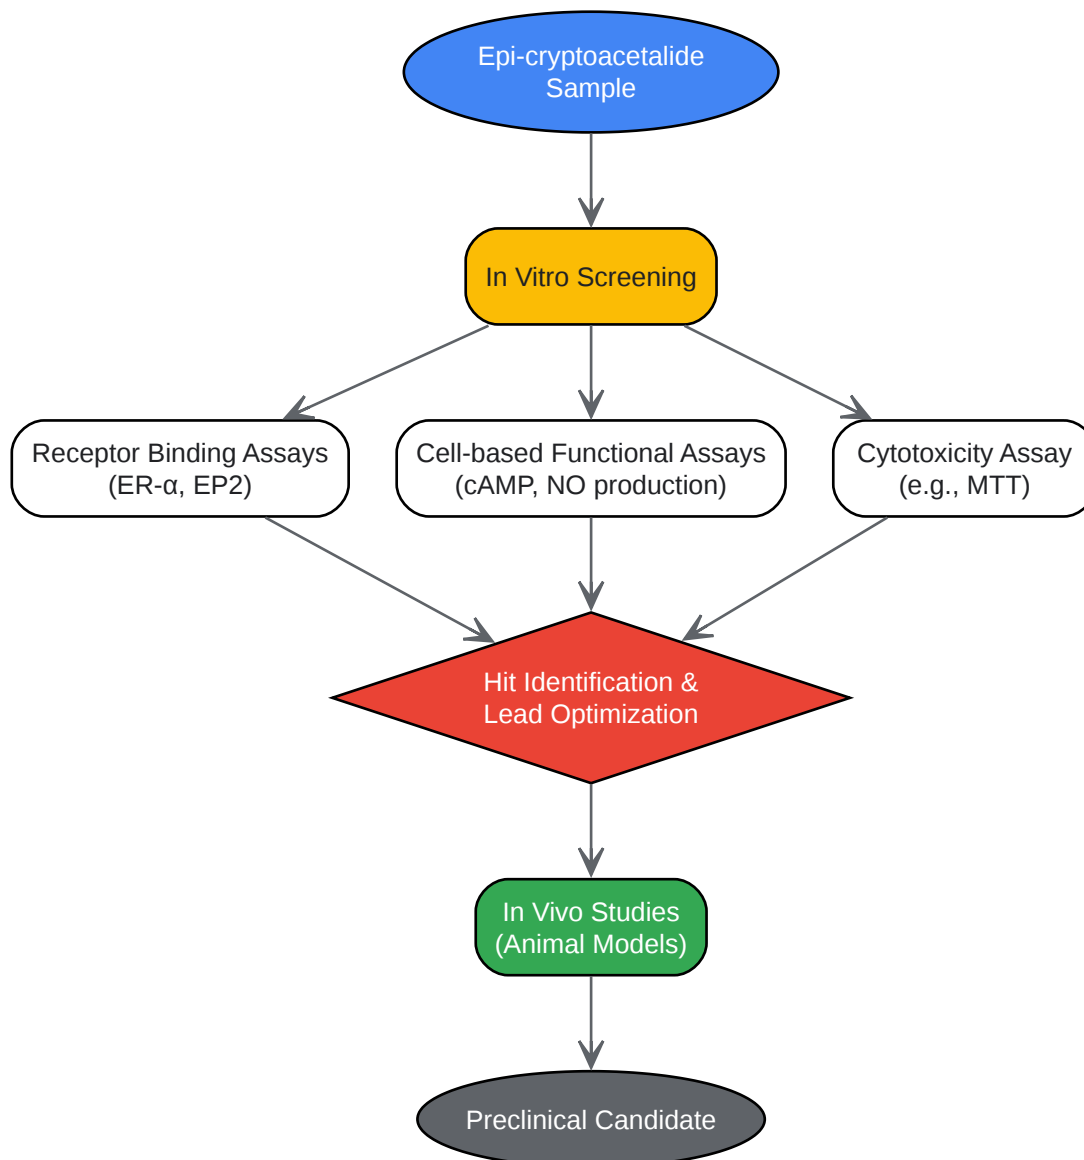 Epi-cryptoacetalide
Sample
In Vitro Screening
Receptor Binding Assays
(ER-α, EP2)
Cell-based Functional Assays
(cAMP, NO production)
Cytotoxicity Assay
(e.g., MTT)
Hit Identification &
Lead Optimization
In Vivo Studies
(Animal Models)
Preclinical Candidate